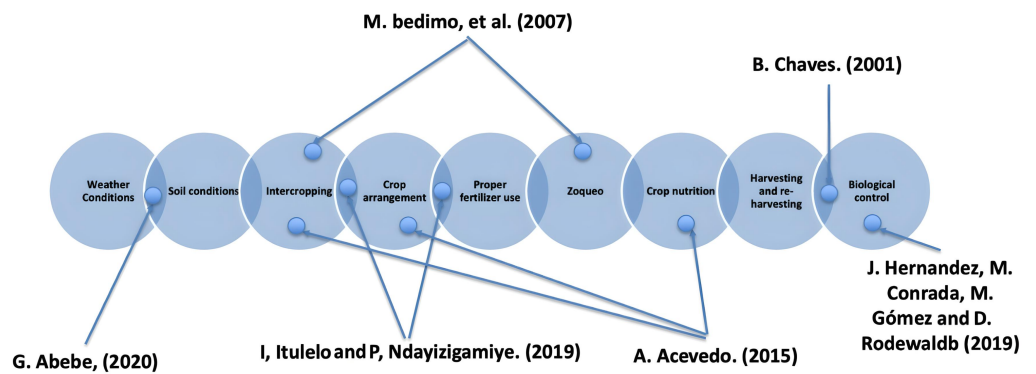 M. bedimo, et al. (2007)
B. Chaves. (2001)
Weather
Conditions
Soil conditions
Intercropping
Crop
arrangement
Proper
fertilizer use
Zoqueo
Crop nutrition
Harvesting
and re-
harvesting
Biological
control
G. Abebe, (2020)
I, Itulelo and P, Ndayizigamiye. (2019)
A. Acevedo. (2015)
J. Hernandez, M.
Conrada, M.
Gómez and D.
Rodewaldb (2019)